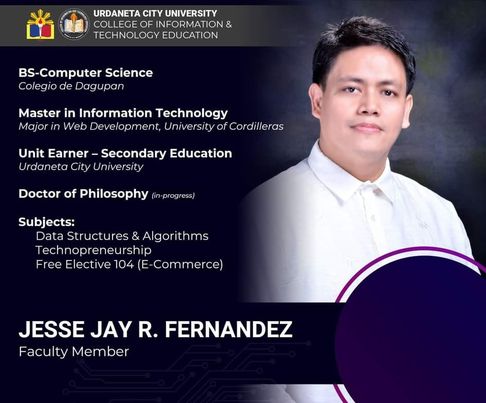 URDANETA CITY UNIVERSITY
COLLEGE OF INFORMATION &
TECHNOLOGY EDUCATION
BS-Computer Science
Colegio de Dagupan
Master in Information Technology
Major in Web Development, University of Cordilleras
Unit Earner – Secondary Education
Urdaneta City University
Doctor of Philosophy (in-progress)
Subjects:
Data Structures & Algorithms
Technopreneurship
Free Elective 104 (E-Commerce)
JESSE JAY R. FERNANDEZ
Faculty Member